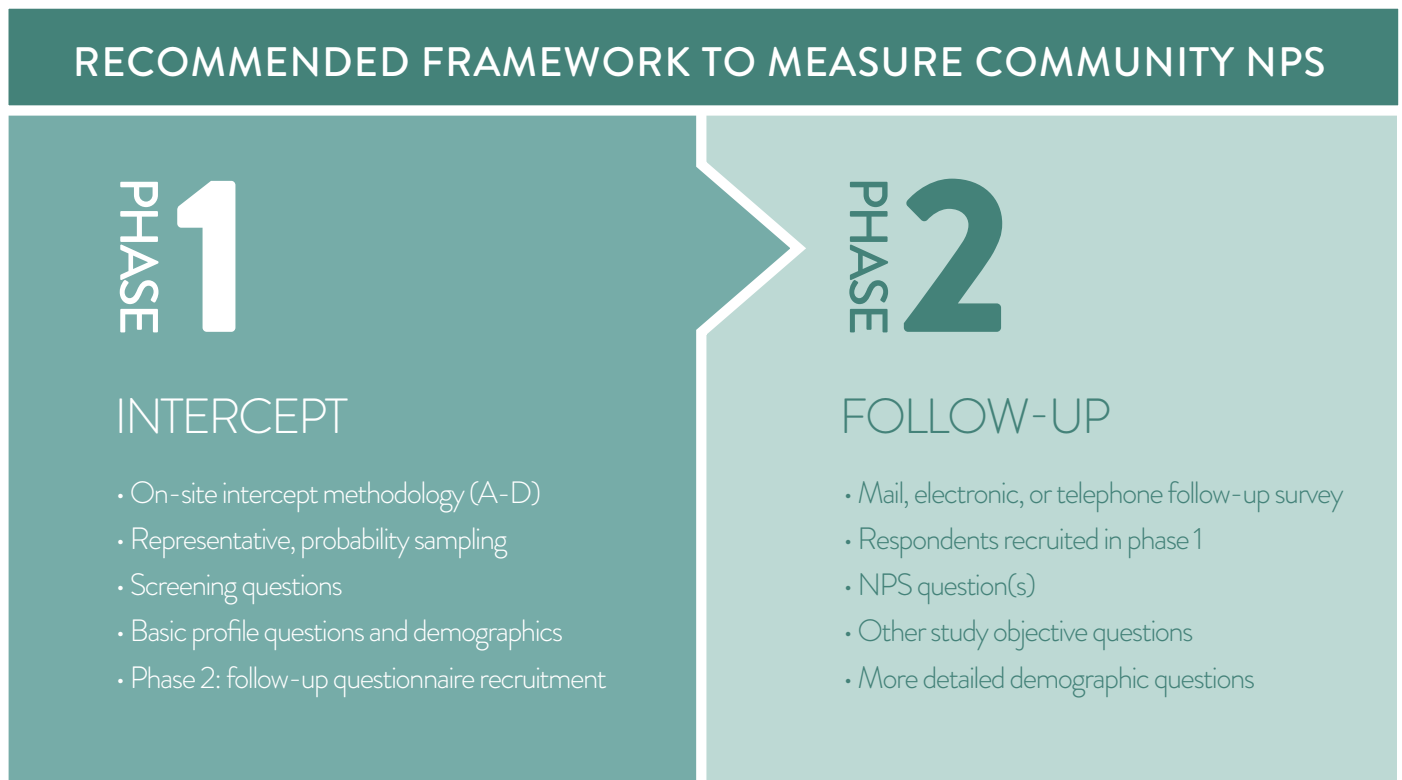 RECOMMENDED FRAMEWORK TO MEASURE COMMUNITY NPS
PHASE 1
INTERCEPT
• On-site intercept methodology (A-D)
• Representative, probability sampling
• Screening questions
• Basic profile questions and demographics
• Phase 2: follow-up questionnaire recruitment
PHASE 2
FOLLOW-UP
• Mail, electronic, or telephone follow-up survey
• Respondents recruited in phase 1
• NPS question(s)
• Other study objective questions
• More detailed demographic questions